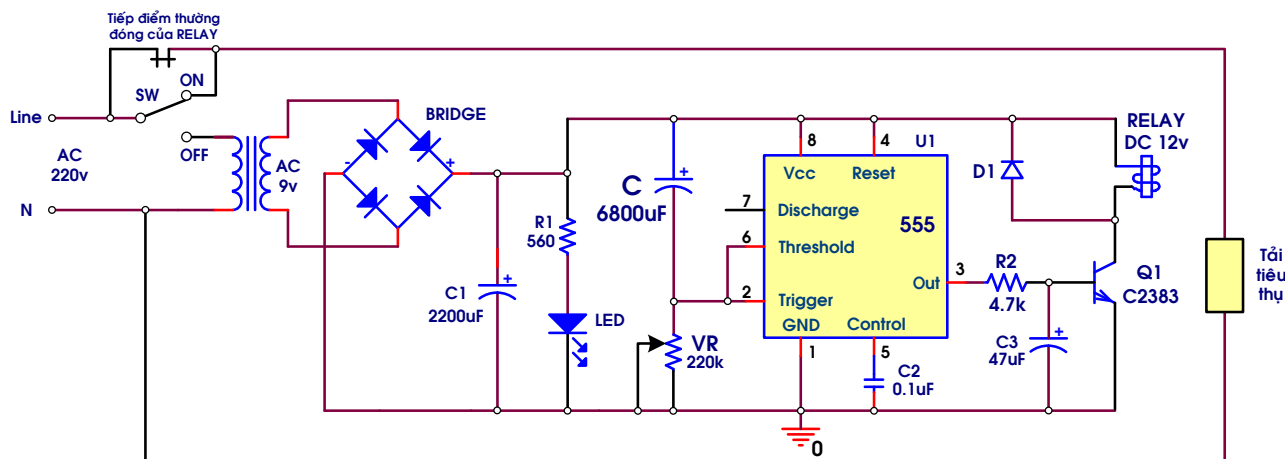 Tiếp điểm thường
đóng của RELAY
ON
SW
Line
OFF
AC
220v
N
AC
9v
BRIDGE
-
+
R1
560
+
C1
2200uF
LED
+
C
6800uF
VR
220k
8
4
U1
Vcc
Reset
7
Discharge
6
Threshold
555
2
Trigger
Out
3
GND
Control
1
5
C2
0.1uF
0
R2
4.7k
+
C3
47uF
D1
RELAY
DC 12v
Q1
C2383
Tải
tiêu
thụ